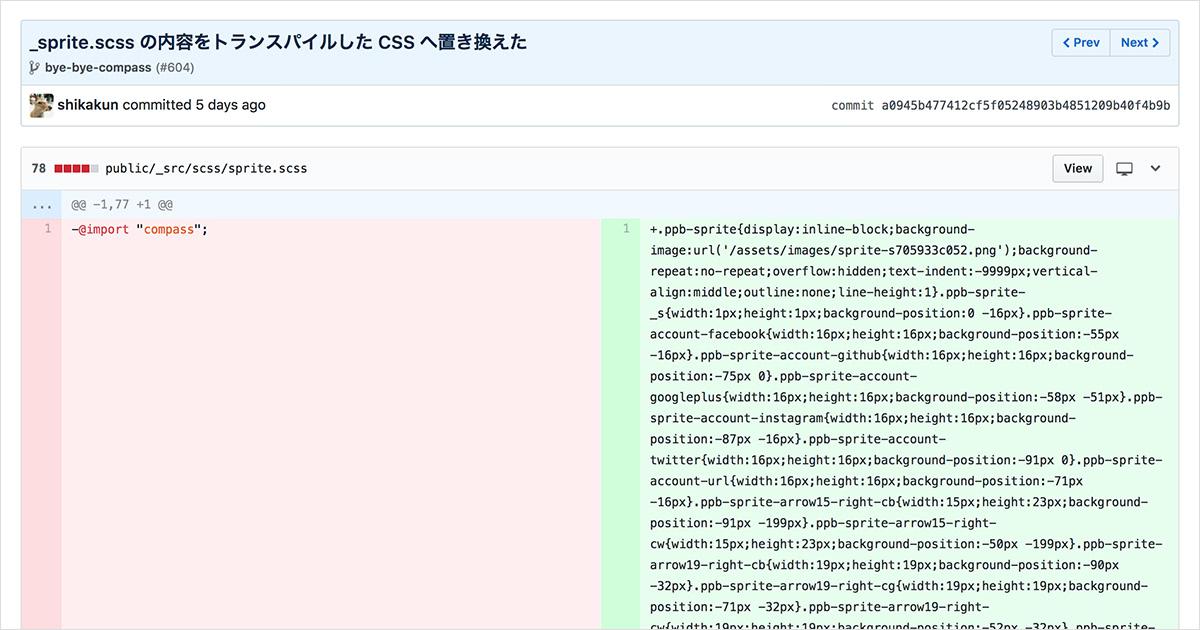 _sprite.scss の内容をトランスパイルした CSS へ置き換えた
Prev
Next
bye-bye-compass (#604)
shikakun committed 5 days ago
commit a0945b477412cf5f05248903b4851209b40f4b9b
78 public/_src/scss/sprite.scss
View
... @@ -1,77 +1 @@
1 -@import "compass";
1 +.ppb-sprite{display:inline-block;background-
image:url('/assets/images/sprite-s705933c052.png');background-
repeat:no-repeat;overflow:hidden;text-indent:-9999px;vertical-
align:middle;outline:none;line-height:1}.ppb-sprite-
_s{width:1px;height:1px;background-position:0 -16px}.ppb-sprite-
account-facebook{width:16px;height:16px;background-position:-55px
-16px}.ppb-sprite-account-github{width:16px;height:16px;background-
position:-75px 0}.ppb-sprite-account-
googleplus{width:16px;height:16px;background-position:-58px -51px}.ppb-
sprite-account-instagram{width:16px;height:16px;background-
position:-87px -16px}.ppb-sprite-account-
twitter{width:16px;height:16px;background-position:-91px 0}.ppb-sprite-
account-url{width:16px;height:16px;background-position:-71px
-16px}.ppb-sprite-arrow15-right-cb{width:15px;height:23px;background-
position:-91px -199px}.ppb-sprite-arrow15-right-
cw{width:15px;height:23px;background-position:-50px -199px}.ppb-sprite-
arrow19-right-cb{width:19px;height:19px;background-position:-90px
-32px}.ppb-sprite-arrow19-right-cg{width:19px;height:19px;background-
position:-71px -32px}.ppb-sprite-arrow19-right-
cw{width:19px;height:19px;background-position:-52px -32px}.ppb-sprite-